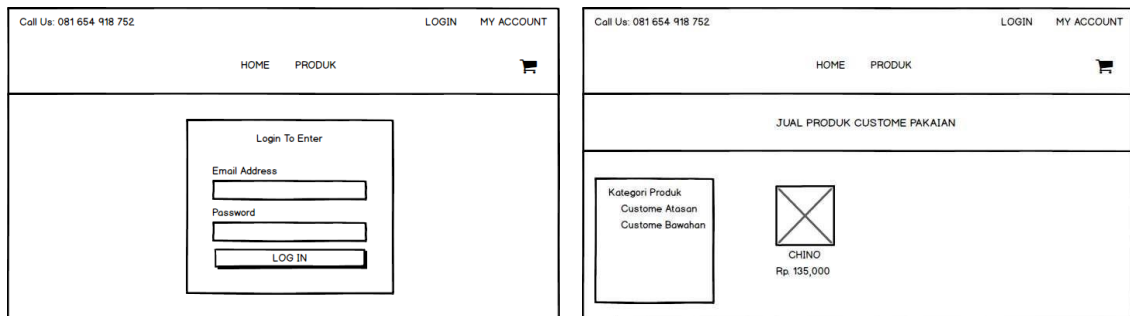 Call Us: 081 654 918 752 LOGIN MY ACCOUNT
HOME PRODUK
Login To Enter
Email Address
Password
LOG IN
Call Us: 081 654 918 752 LOGIN MY ACCOUNT
HOME PRODUK
JUAL PRODUK CUSTOME PAKAIAN
Kategori Produk
Custome Atasan
Custome Bawahan
CHINO
Rp. 135,000